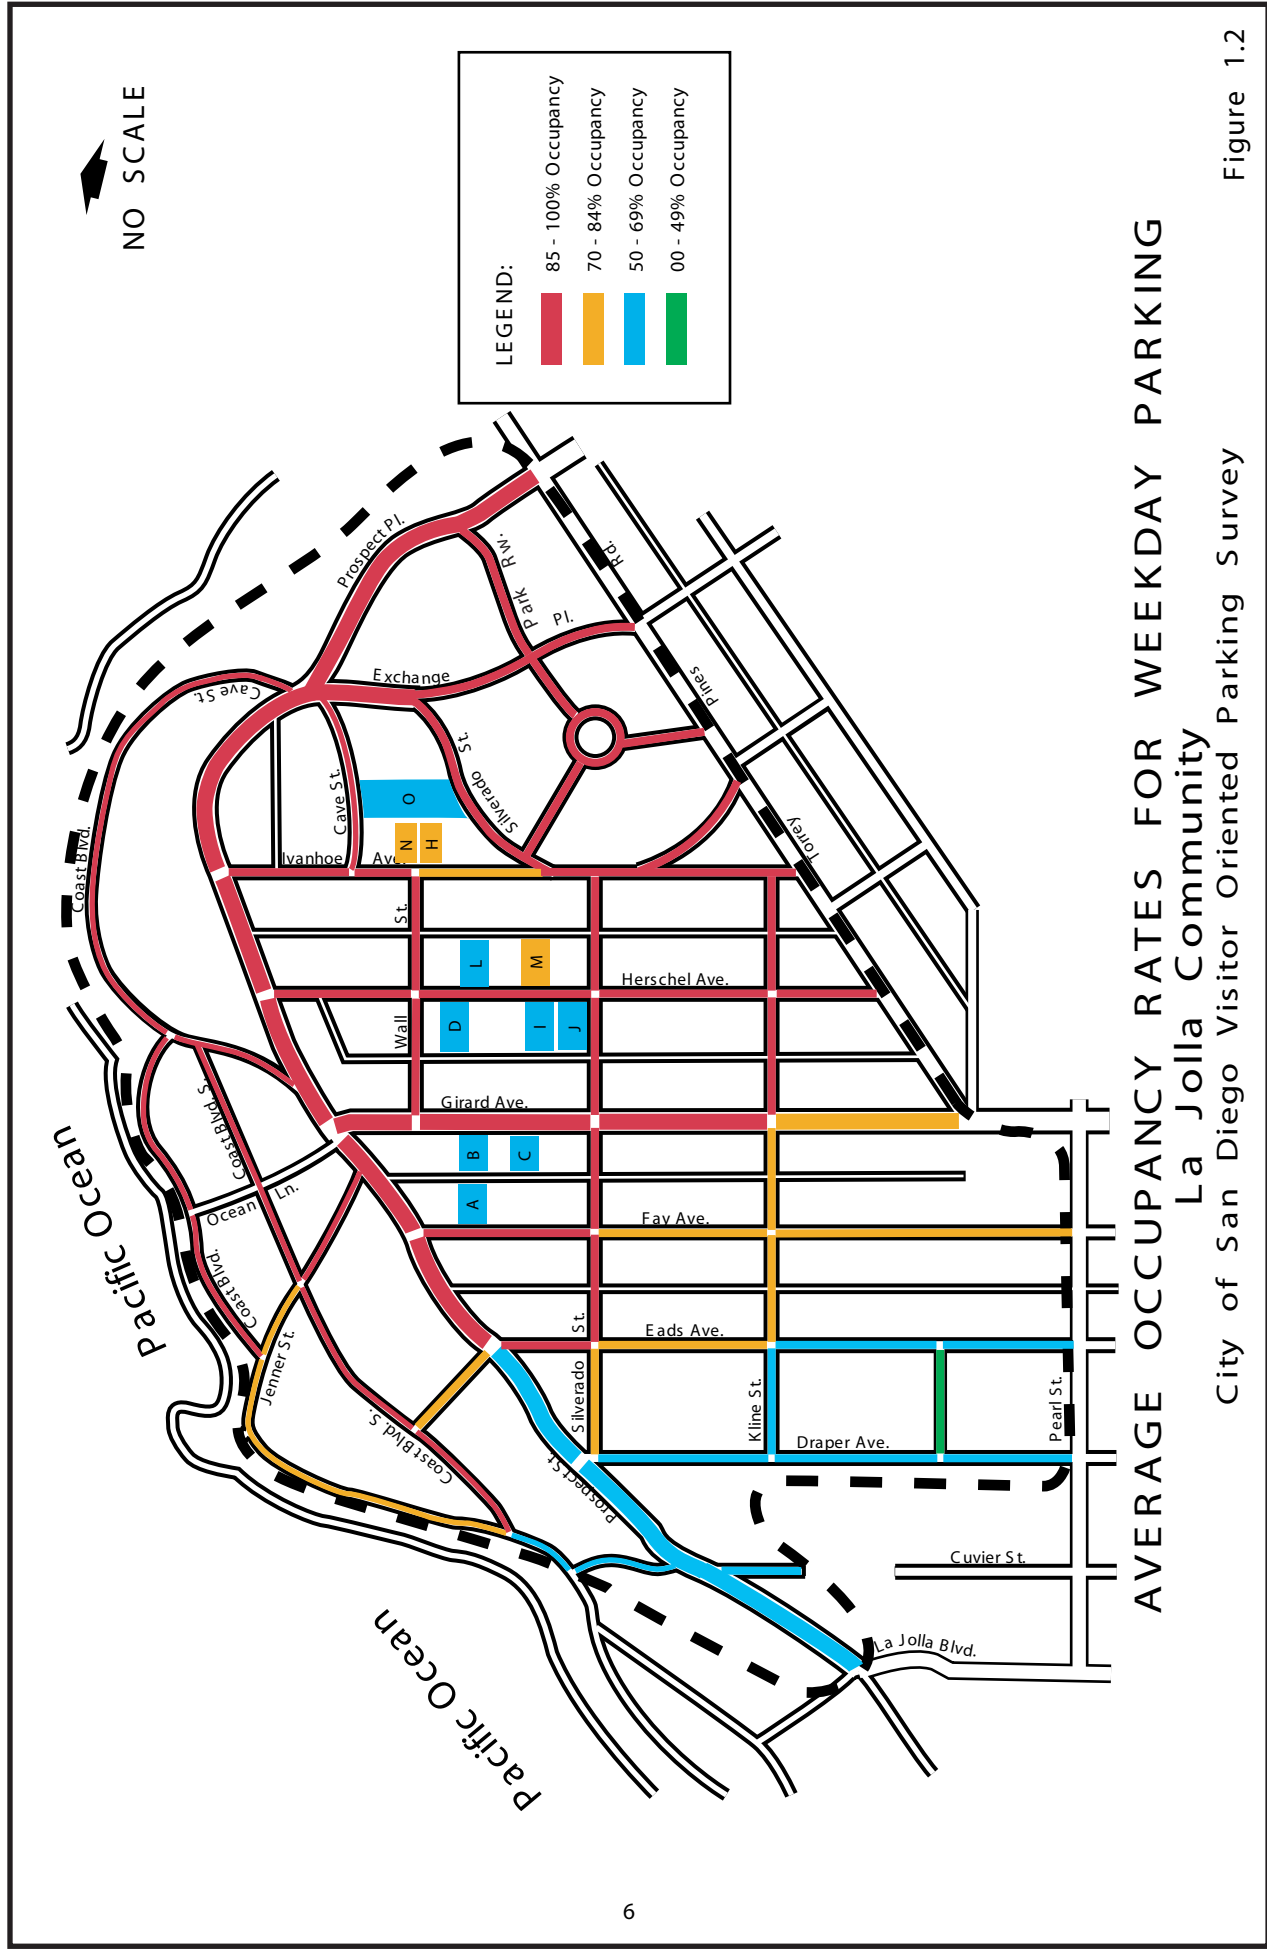 NO SCALE
LEGEND:
85 - 100% Occupancy
70 - 84% Occupancy
50 - 69% Occupancy
00 - 49% Occupancy
Pacific Ocean
Pacific Ocean
Coast Blvd.
Cave St.
Prospect Pl.
Exchange
Pl.
Park
Rw.
Rd.
Pines
Torrey
Cave St.
Silverado
St.
Ivanhoe
Ave.
O
N
H
St.
Wall
L
M
Herschel Ave.
D
I
J
Girard Ave.
B
C
A
Fay Ave.
Coast Blvd. S.
Ocean
Ln.
Coast Blvd.
Jenner St.
Coast Blvd. S.
Prospect St.
St.
Silverado
Eads Ave.
Kline St.
Draper Ave.
Pearl St.
Cuvier St.
La Jolla Blvd.
AVERAGE OCCUPANCY RATES FOR WEEKDAY PARKING
La Jolla Community
City of San Diego Visitor Oriented Parking Survey
Figure 1.2
6